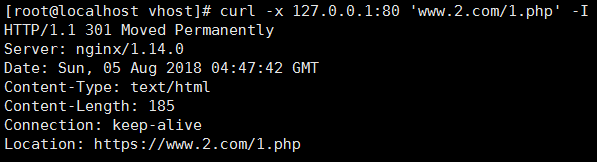 [root@localhost vhost]# curl -x 127.0.0.1:80 'www.2.com/1.php' -I
HTTP/1.1 301 Moved Permanently
Server: nginx/1.14.0
Date: Sun, 05 Aug 2018 04:47:42 GMT
Content-Type: text/html
Content-Length: 185
Connection: keep-alive
Location: https://www.2.com/1.php